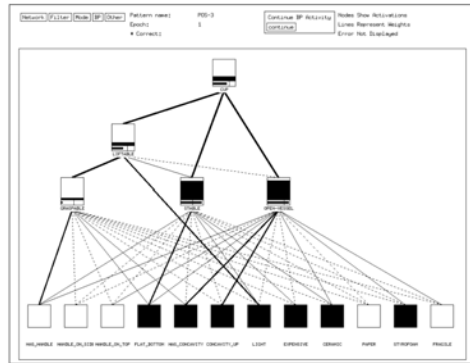 Network Filter Mode BP Other
Pattern name: POS-3
Epoch: 1
* Correct:
Continue BP Activity
continue
Nodes Show Activations
Lines Represent Weights
Error Not Displayed
CUP
LIFTABLE
GRASPABLE STABLE OPEN-VESSEL
HAS_HANDLE HANDLE_ON_SIDE HANDLE_ON_TOP FLAT_BOTTOM HAS_CONCAVITY CONCAVITY_UP LIGHT EXPENSIVE CERAMIC PAPER STYROFOAM FRAGILE